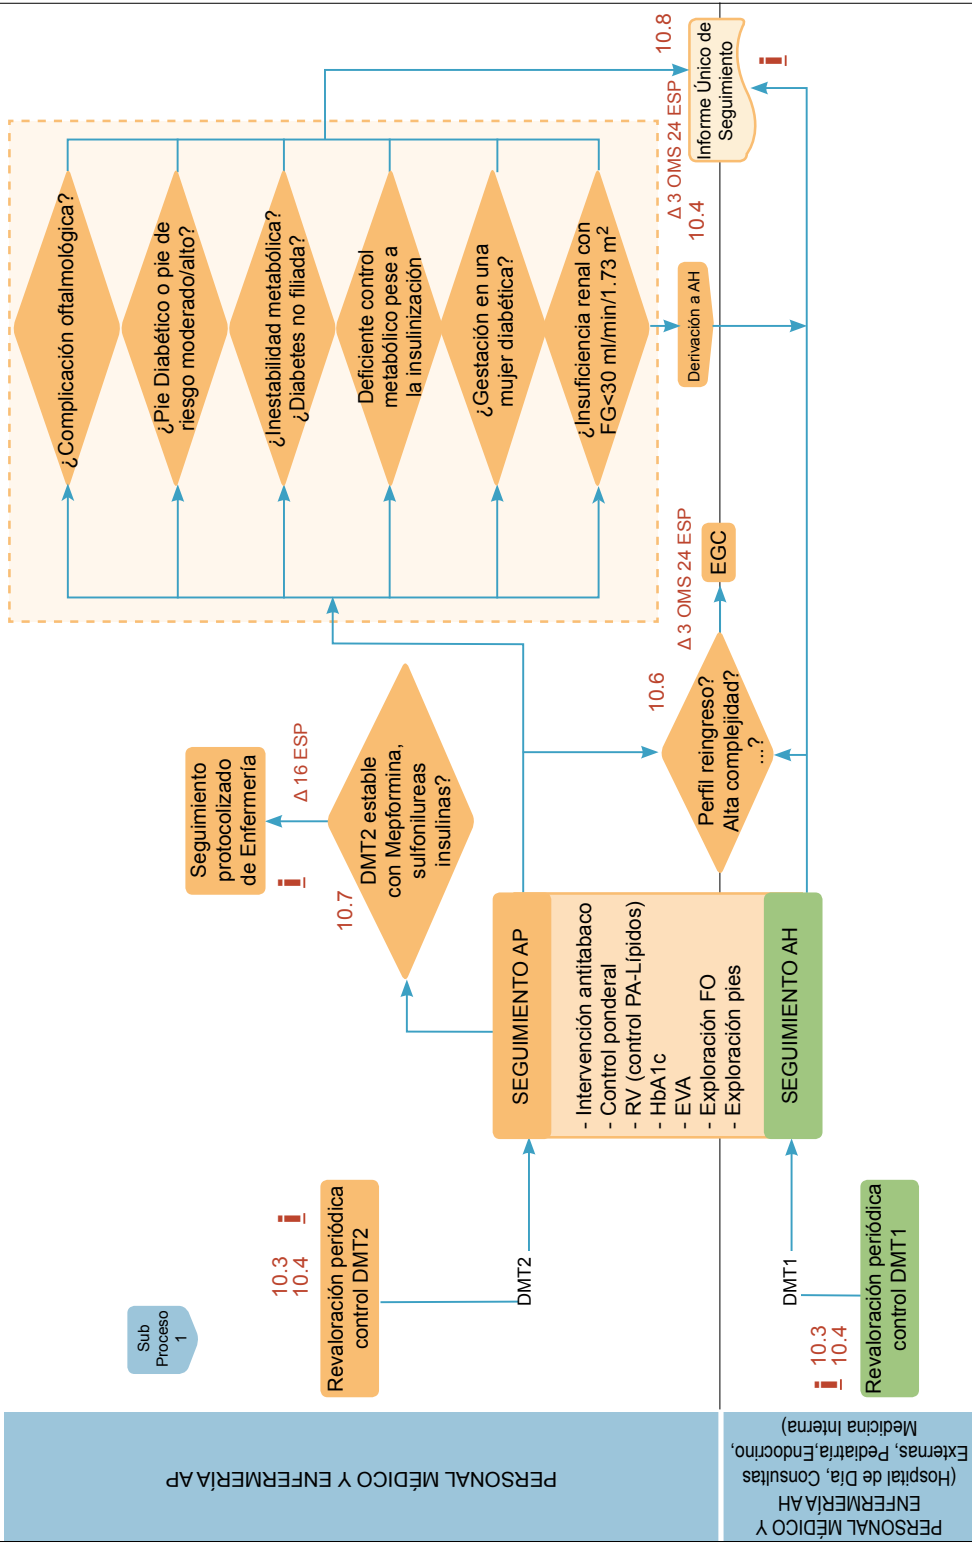 Sub
Proceso
1
PERSONAL MÉDICO Y ENFERMERÍA AP
PERSONAL MÉDICO Y
ENFERMERÍA AH
(Hospital de Día, Consultas
Externas, Pediatría,Endocrino,
Medicina Interna)
10.3
10.4
i
Revaloración periódica
control DMT2
DMT2
i 10.3
10.4
Revaloración periódica
control DMT1
DMT1
SEGUIMIENTO AP
- Intervención antitabaco
- Control ponderal
- RV (control PA-Lípidos)
- HbA1c
- EVA
- Exploración FO
- Exploración pies
SEGUIMIENTO AH
Seguimiento
protocolizado
de Enfermería
i
Δ 16 ESP
10.7
DMT2 estable
con Mepformina,
sulfonilureas
insulinas?
10.6
Perfil reingreso?
Alta complejidad?
...?
Δ 3 OMS 24 ESP
EGC
¿Complicación oftalmológica?
¿Pie Diabético o pie de
riesgo moderado/alto?
¿Inestabilidad metabólica?
¿Diabetes no filiada?
Deficiente control
metabólico pese a
la insulinización
¿Gestación en una
mujer diabética?
¿Insuficiencia renal con
FG<30 ml/min/1.73 m²
Derivación a AH
10.4
Δ 3 OMS 24 ESP
10.8
Informe Único de
Seguimiento
i